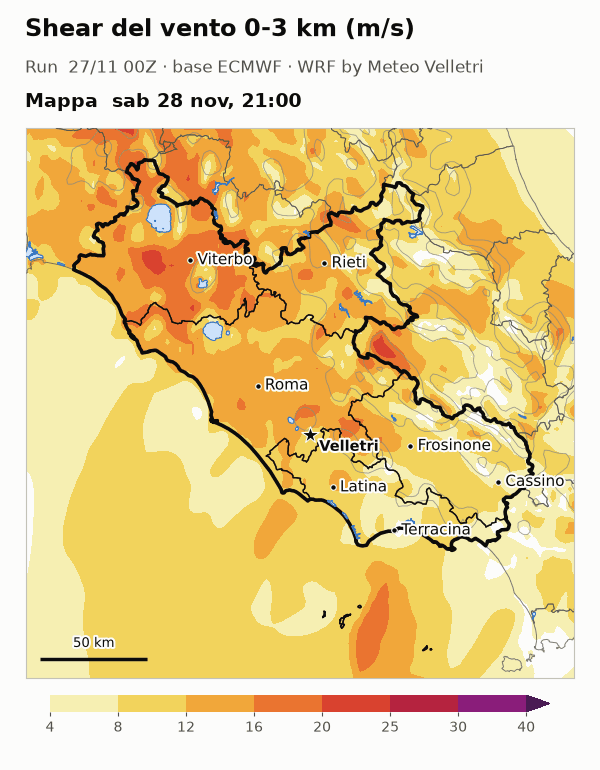 Shear del vento 0-3 km (m/s)
Run  27/11 00Z · base ECMWF · WRF by Meteo Velletri
Mappa  sab 28 nov, 21:00
Viterbo
Rieti
Roma
Velletri
Frosinone
Cassino
Latina
Terracina
50 km
4 8 12 16 20 25 30 40